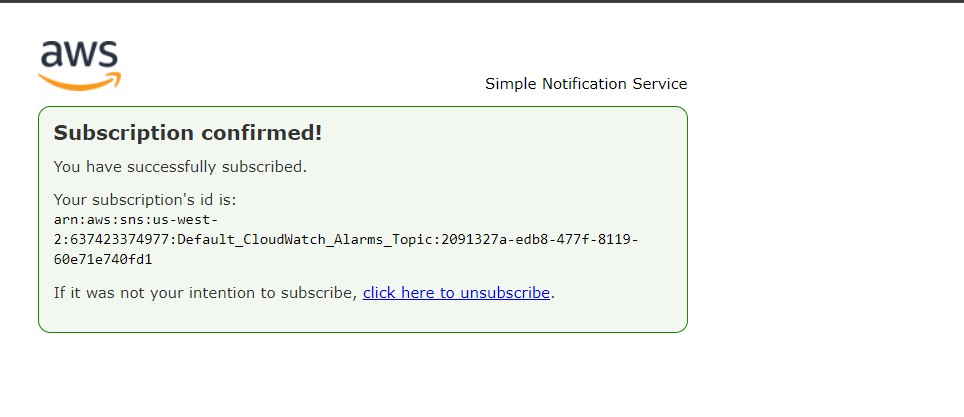 aws
Simple Notification Service
Subscription confirmed!
You have successfully subscribed.
Your subscription's id is:
arn:aws:sns:us-west-
2:637423374977:Default_CloudWatch_Alarms_Topic:2091327a-edb8-477f-8119-
60e71e740fd1
If it was not your intention to subscribe, click here to unsubscribe.